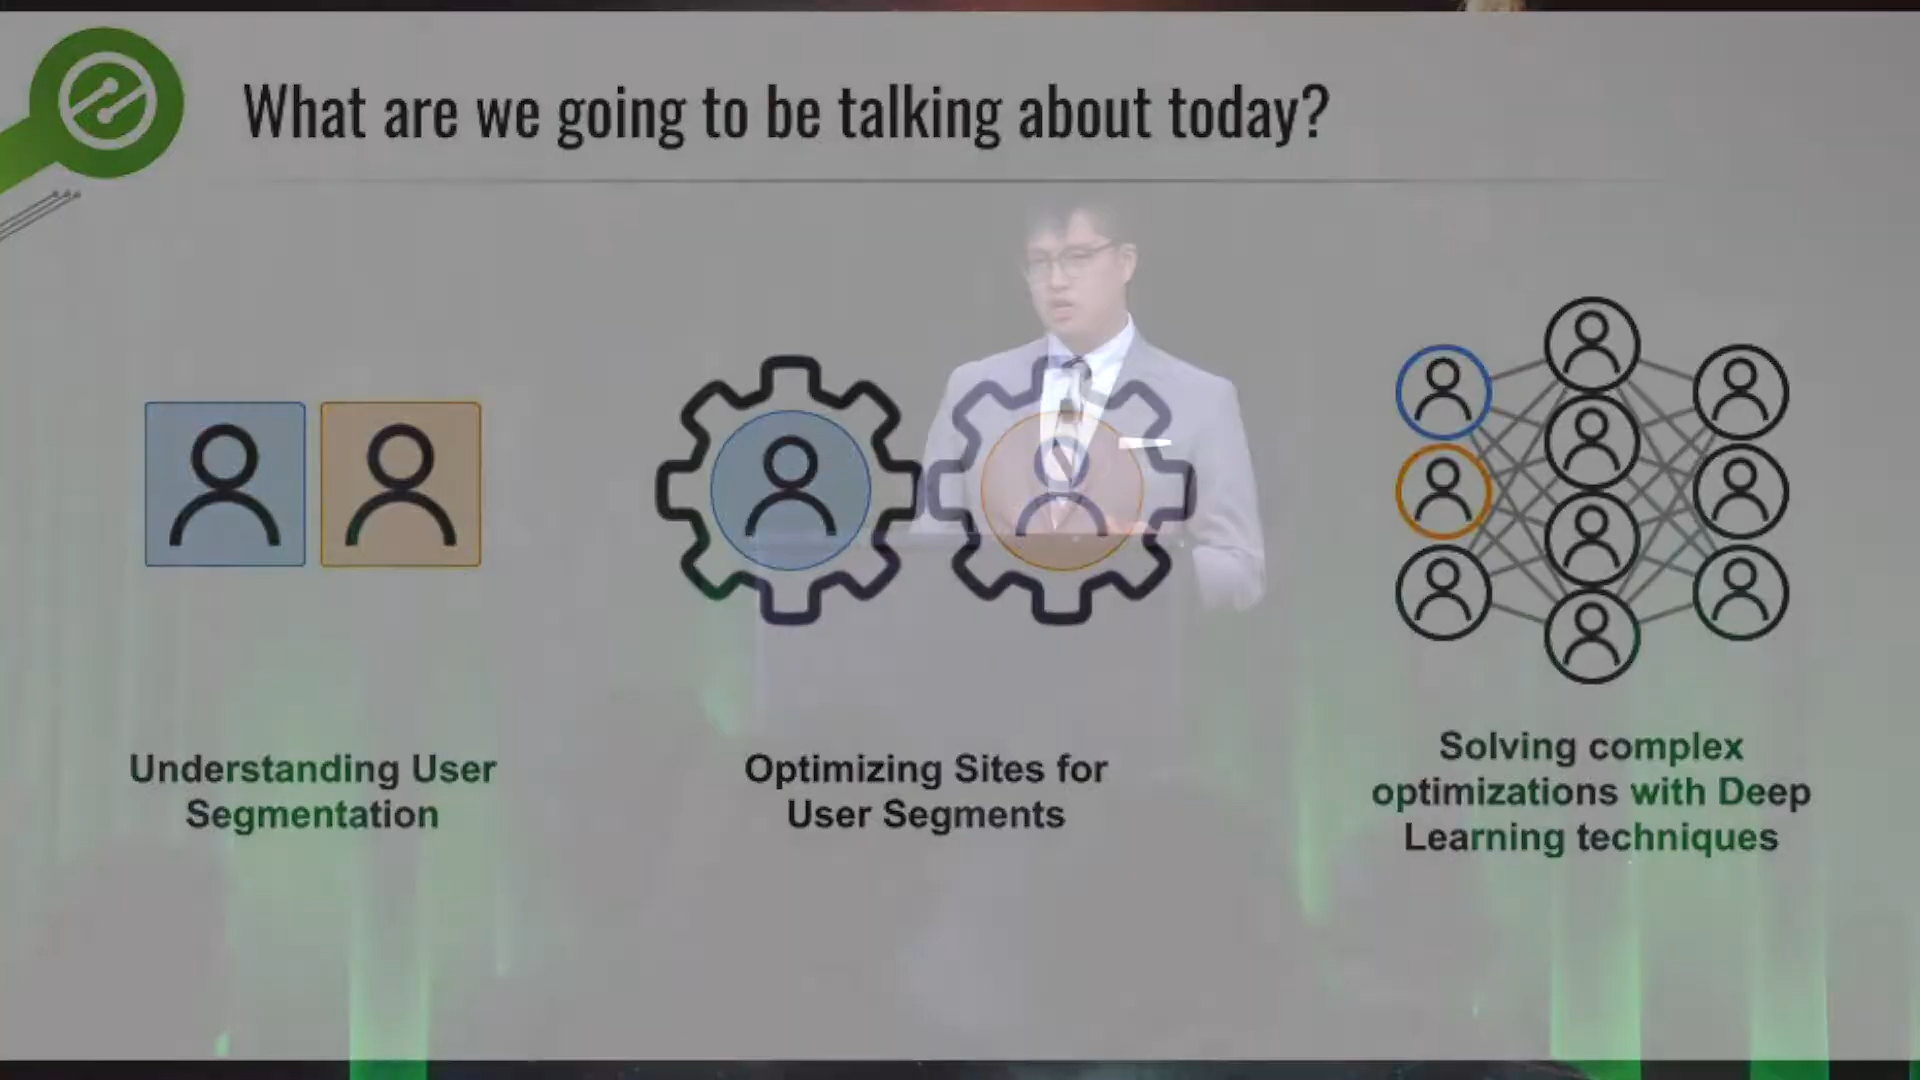 What are we going to be talking about today?
Understanding User
Segmentation
Optimizing Sites for
User Segments
Solving complex
optimizations with Deep
Learning techniques